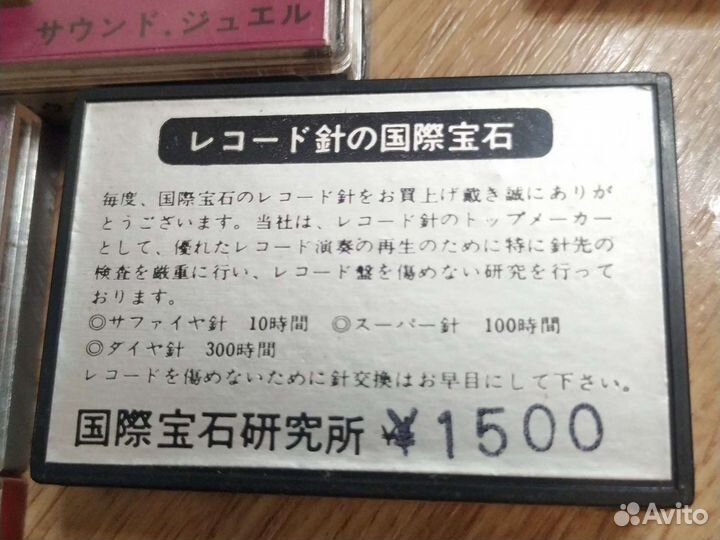 サウンド.ジュエル
レコード針の国際宝石
毎度、国際宝石のレコード針をお買上げ戴き誠にありが
とうございます。当社は、レコード針のトップメーカー
として、優れたレコード演奏の再生のために特に針先の
検査を厳重に行い、レコード盤を傷めない研究を行って
おります。
◎サファイヤ針 10時間 ◎スーパー針 100時間
◎ダイヤ針 300時間
レコードを傷めないために針交換はお早目にして下さい。
国際宝石研究所 ¥1500
Avito